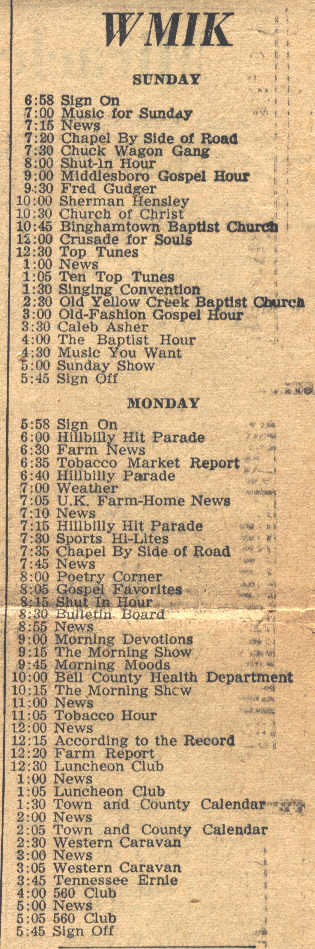 WMIK
SUNDAY
6:58 Sign On
7:00 Music for Sunday
7:15 News
7:20 Chapel By Side of Road
7:30 Chuck Wagon Gang
8:00 Shut-In Hour
9:00 Middlesboro Gospel Hour
9:30 Fred Gudger
10:00 Sherman Hensley
10:30 Church of Christ
10:45 Binghamtown Baptist Church
12:00 Crusade for Souls
12:30 Top Tunes
1:00 News
1:05 Ten Top Tunes
1:30 Singing Convention
2:30 Old Yellow Creek Baptist Church
3:00 Old-Fashion Gospel Hour
3:30 Caleb Asher
4:00 The Baptist Hour
4:30 Music You Want
5:00 Sunday Show
5:45 Sign Off
MONDAY
5:58 Sign On
6:00 Hillbilly Hit Parade
6:30 Farm News
6:35 Tobacco Market Report
6:40 Hillbilly Parade
7:00 Weather
7:05 U.K. Farm-Home News
7:10 News
7:15 Hillbilly Hit Parade
7:30 Sports Hi-Lites
7:35 Chapel By Side of Road
7:45 News
8:00 Poetry Corner
8:05 Gospel Favorites
8:15 Shut In Hour
8:30 Bulletin Board
8:55 News
9:00 Morning Devotions
9:15 The Morning Show
9:45 Morning Moods
10:00 Bell County Health Department
10:15 The Morning Show
11:00 News
11:05 Tobacco Hour
12:00 News
12:15 According to the Record
12:20 Farm Report
12:30 Luncheon Club
1:00 News
1:05 Luncheon Club
1:30 Town and County Calendar
2:00 News
2:05 Town and County Calendar
2:30 Western Caravan
3:00 News
3:05 Western Caravan
3:45 Tennessee Ernie
4:00 560 Club
5:00 News
5:05 560 Club
5:45 Sign Off